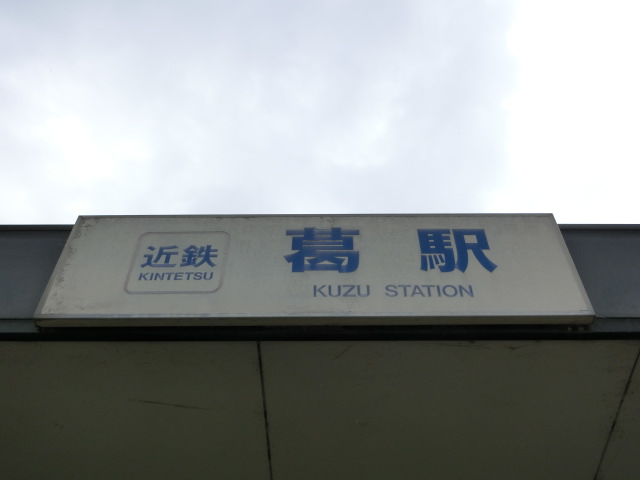 近鉄
KINTETSU
葛駅
KUZU STATION